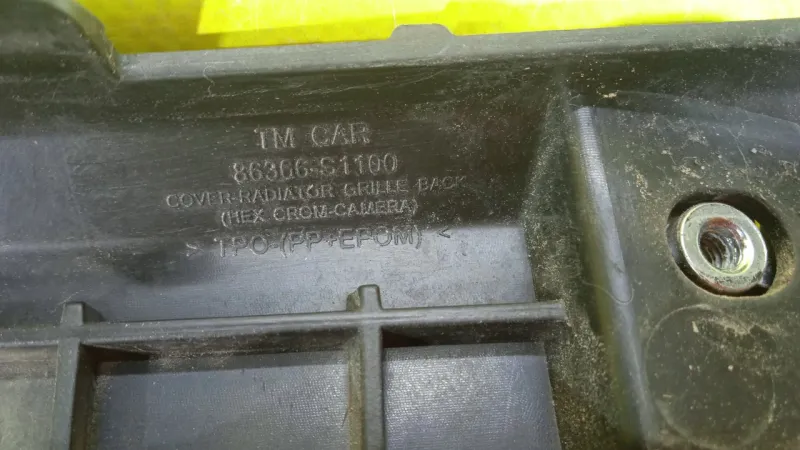 TM CAR
86366-S1100
COVER-RADIATOR GRILLE BACK
(HEX CROM-CAMERA)
> TPO-(PP+EPDM) <